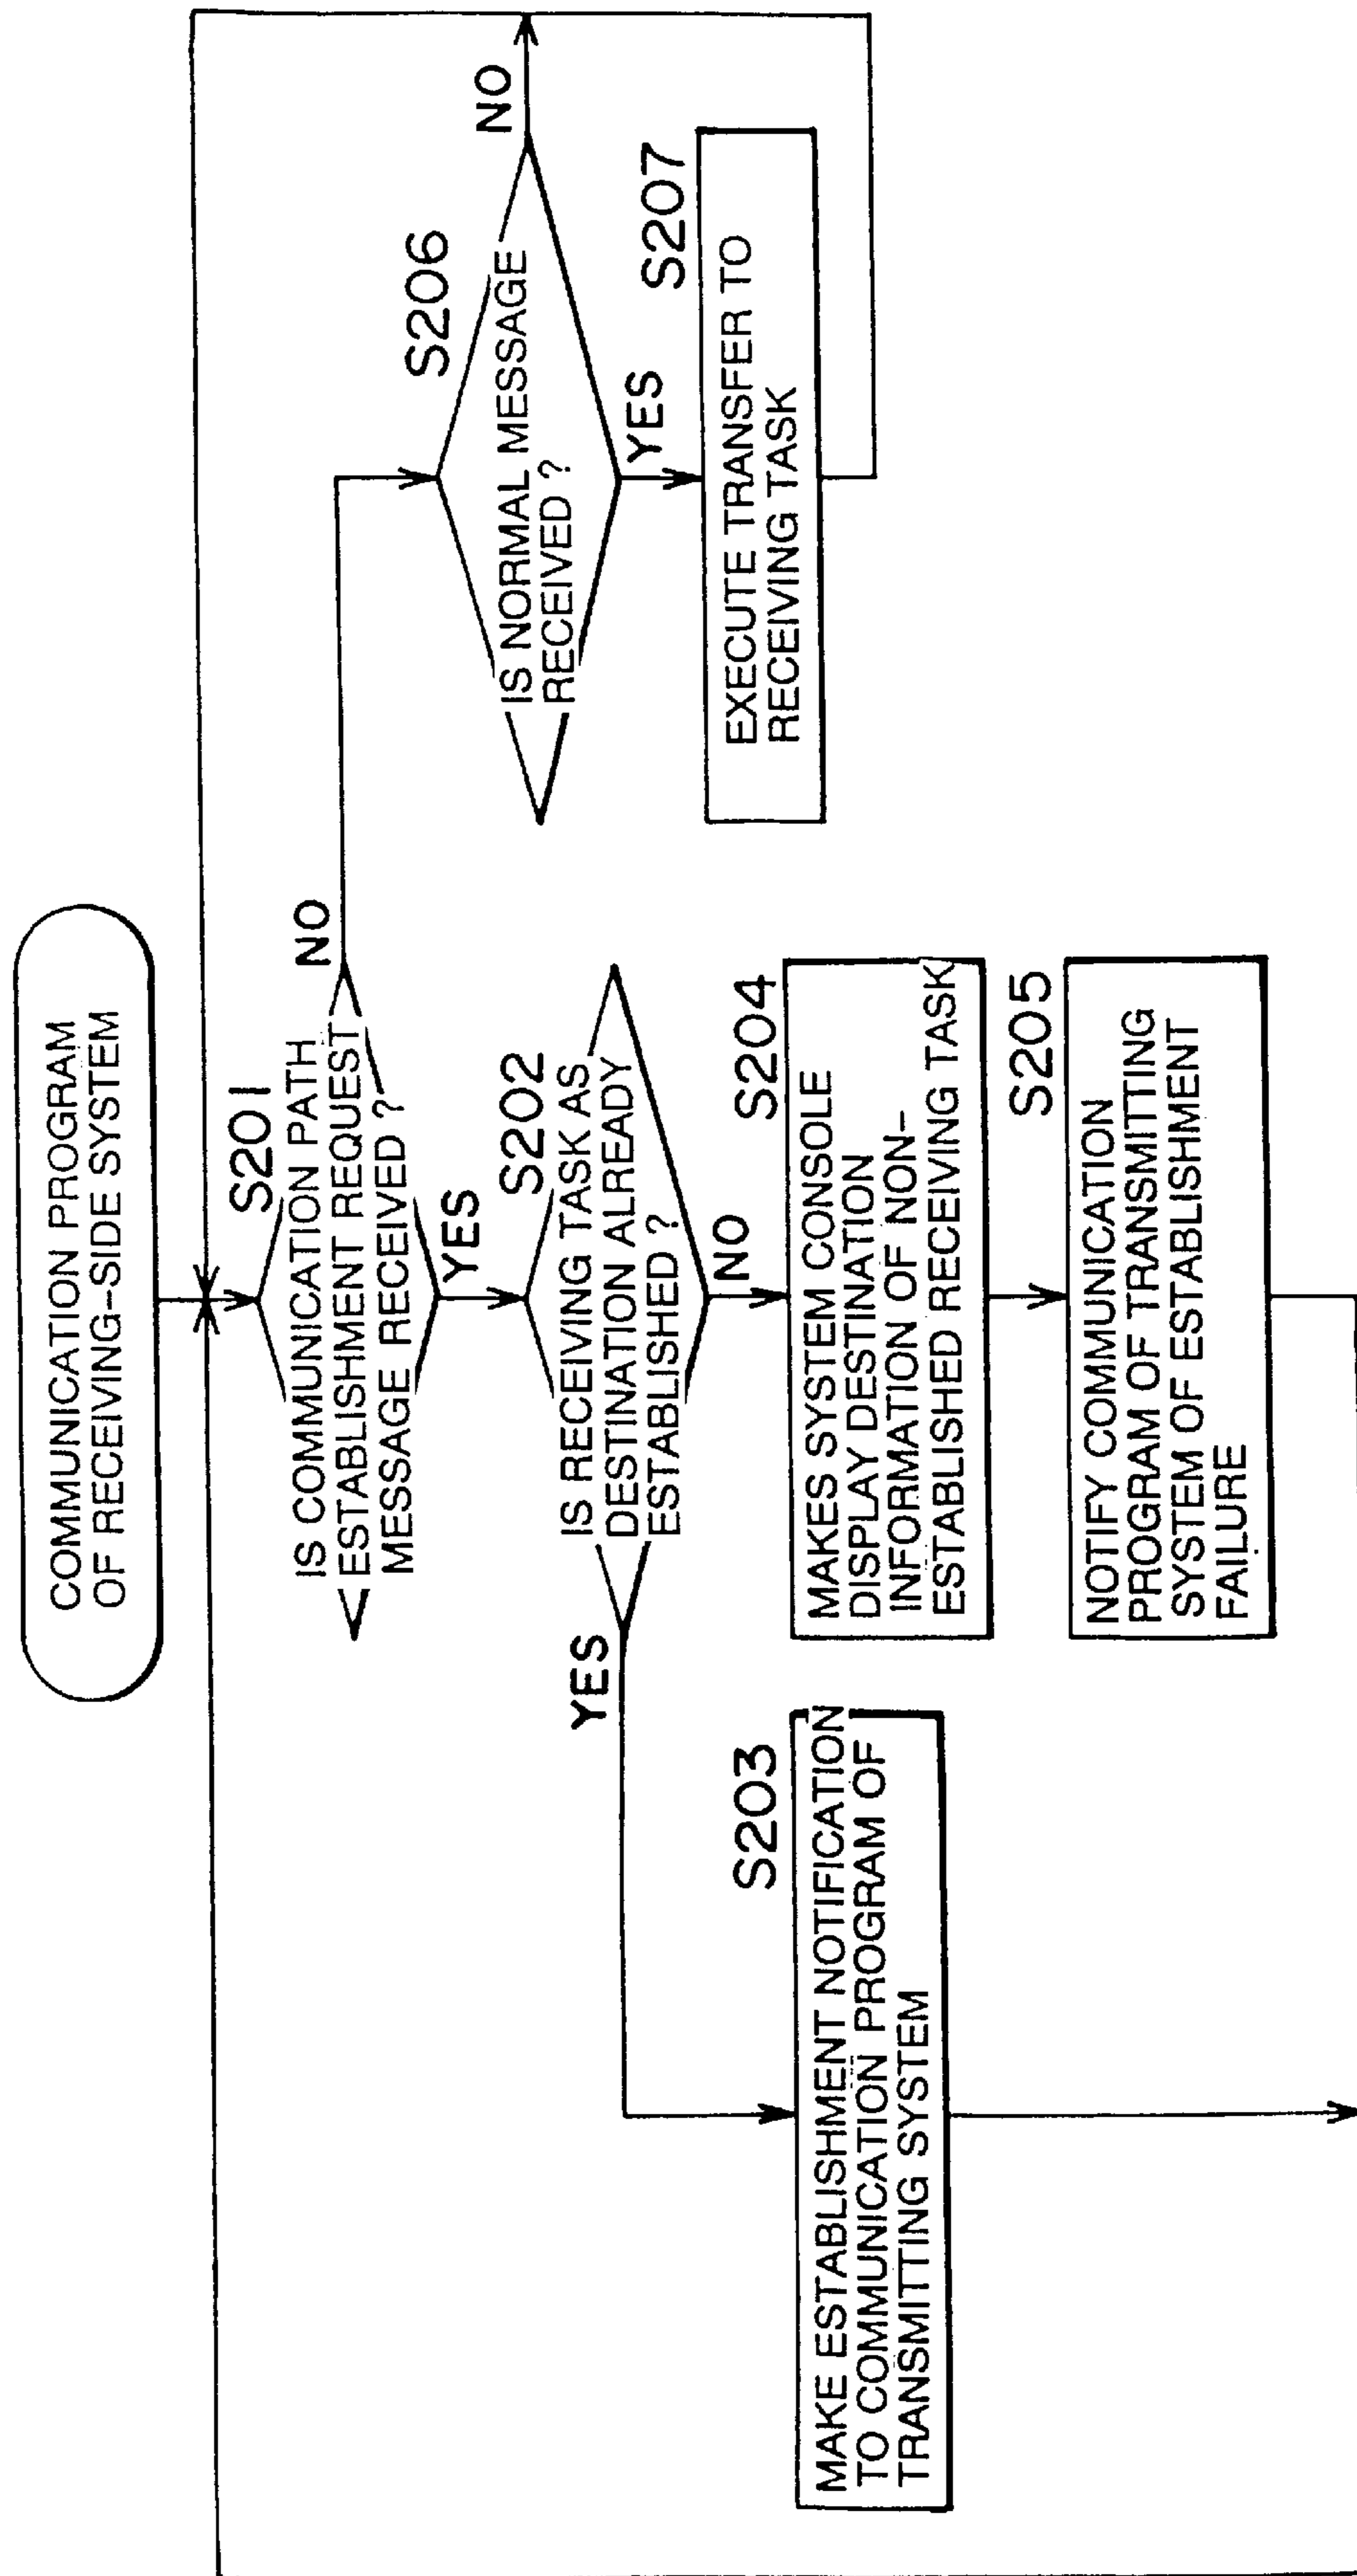 COMMUNICATION PROGRAM
OF RECEIVING-SIDE SYSTEM
S201
IS COMMUNICATION PATH
ESTABLISHMENT REQUEST
MESSAGE RECEIVED ?
NO
YES
S202
IS RECEIVING TASK AS
DESTINATION ALREADY
ESTABLISHED ?
YES
NO
S203
MAKE ESTABLISHMENT NOTIFICATION
TO COMMUNICATION PROGRAM OF
TRANSMITTING SYSTEM
S204
MAKES SYSTEM CONSOLE
DISPLAY DESTINATION
INFORMATION OF NON-
ESTABLISHED RECEIVING TASK
S205
NOTIFY COMMUNICATION
PROGRAM OF TRANSMITTING
SYSTEM OF ESTABLISHMENT
FAILURE
S206
IS NORMAL MESSAGE
RECEIVED ?
NO
YES
S207
EXECUTE TRANSFER TO
RECEIVING TASK